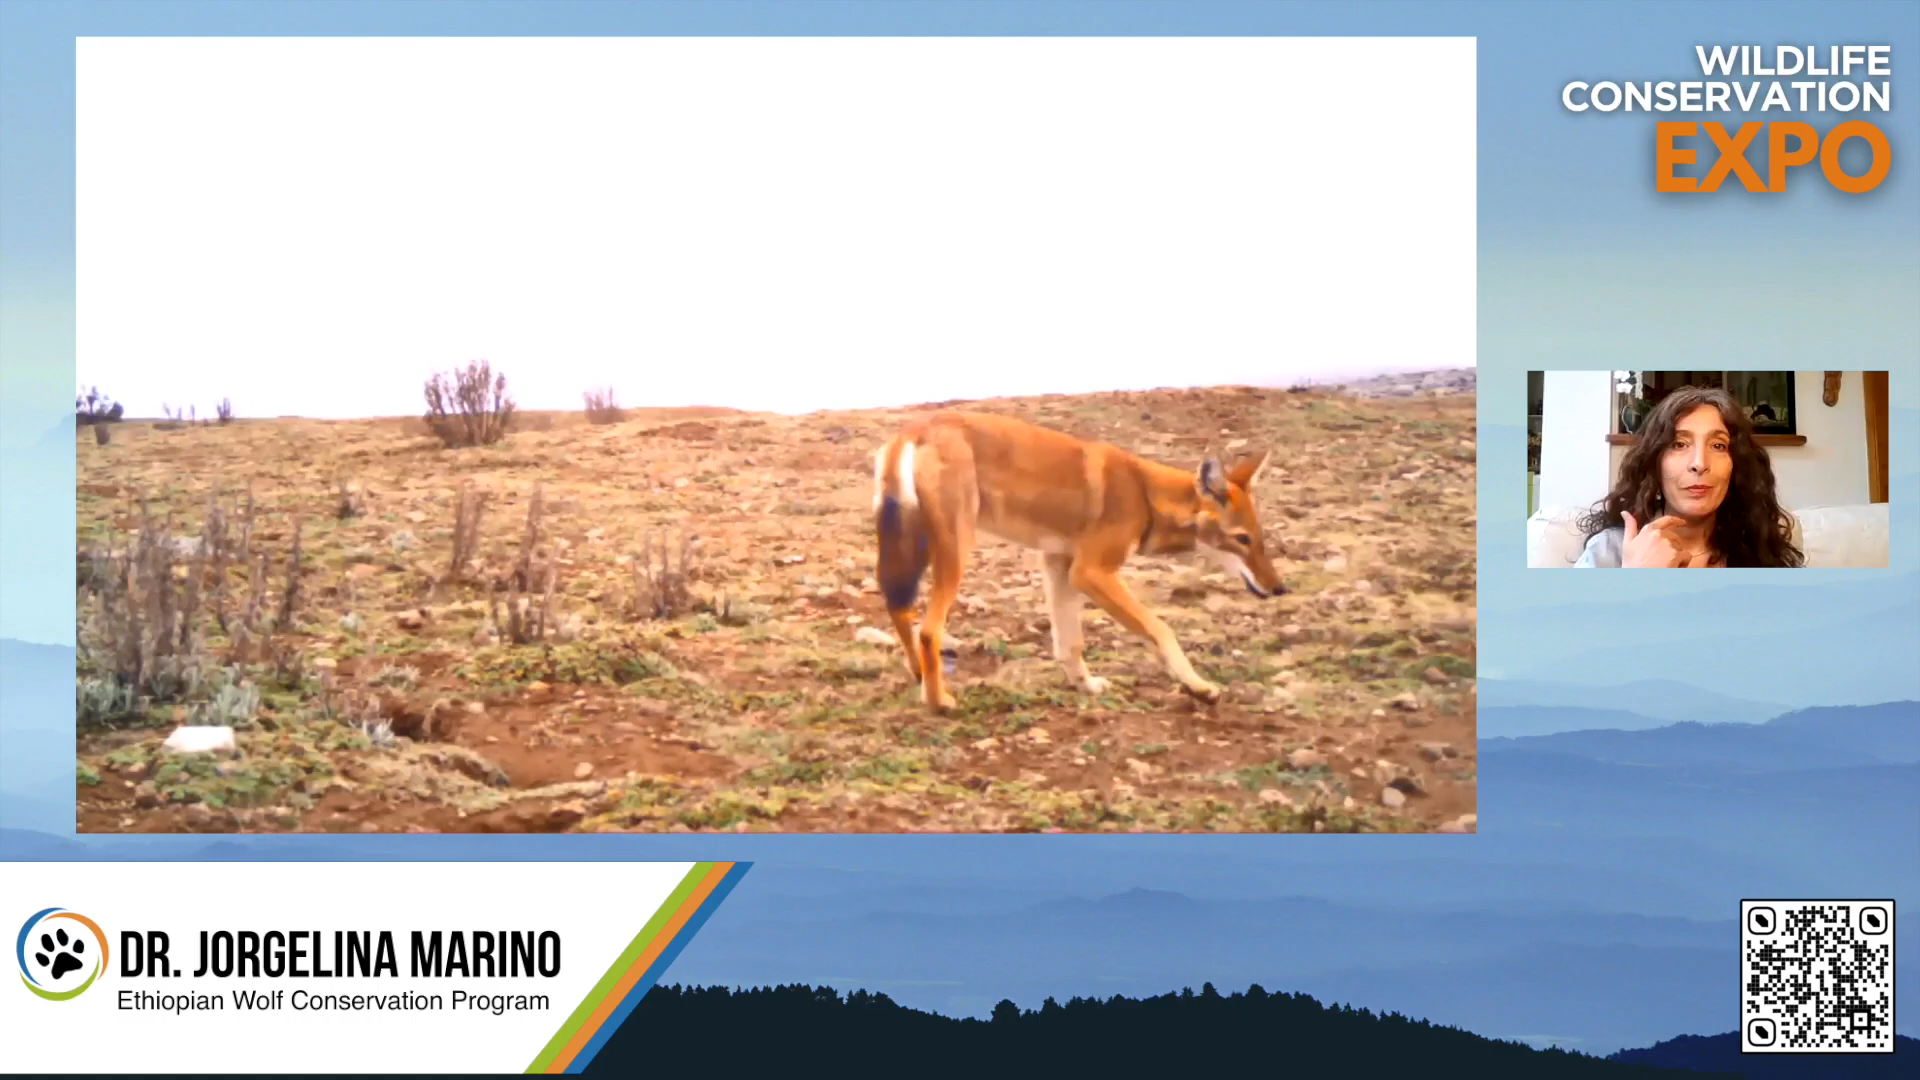 WILDLIFE
CONSERVATION
EXPO
DR. JORGELINA MARINO
Ethiopian Wolf Conservation Program